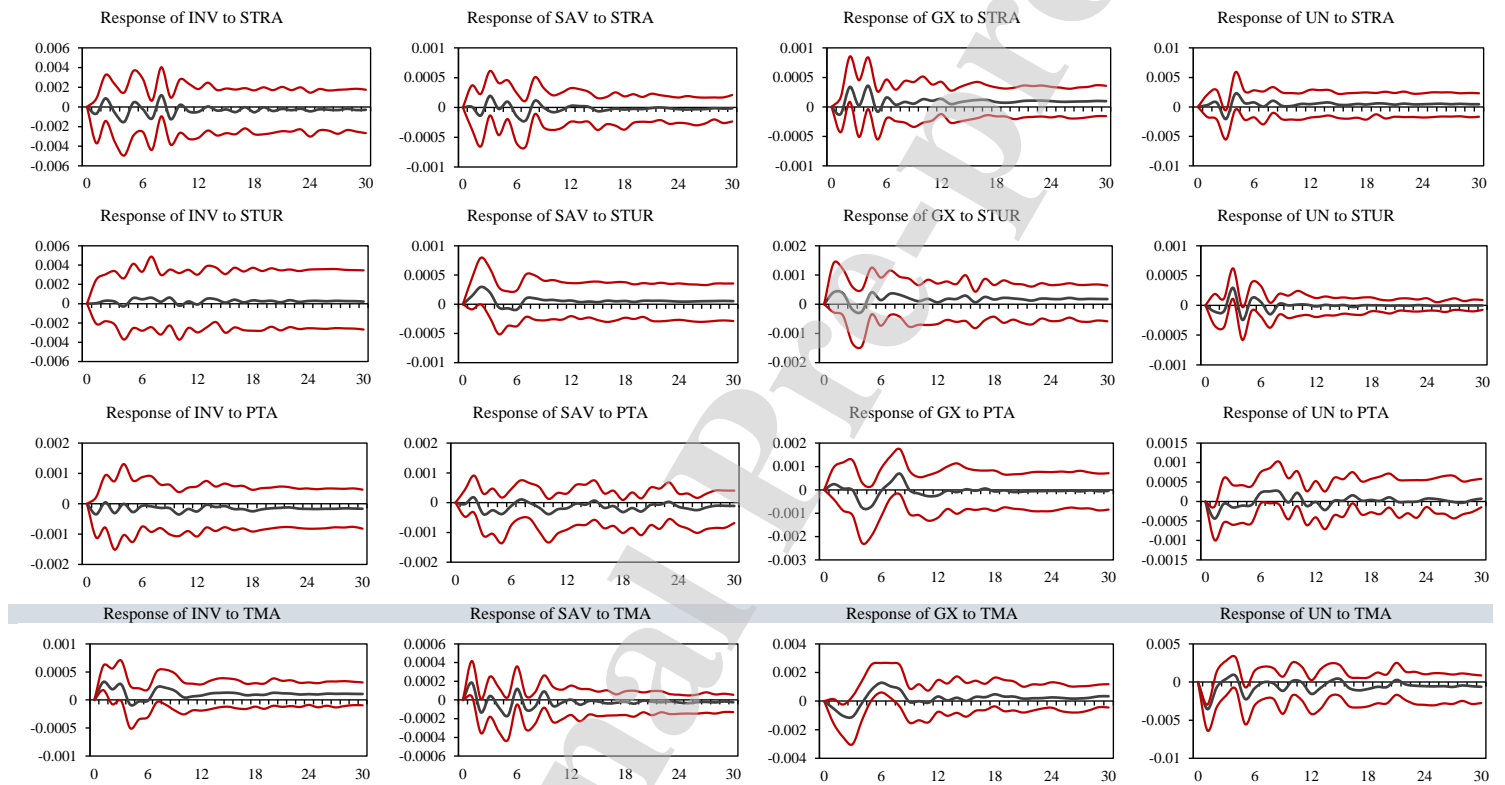 Response of INV to STRA
0.006
0.004
0.002
0
-0.002
-0.004
-0.006
0 6 12 18 24 30
Response of SAV to STRA
0.001
0.0005
0
-0.0005
-0.001
0 6 12 18 24 30
Response of GX to STRA
0.001
0.0005
0
-0.0005
-0.001
0 6 12 18 24 30
Response of UN to STRA
0.01
0.005
0
-0.005
-0.01
0 6 12 18 24 30
Response of INV to STUR
0.006
0.004
0.002
0
-0.002
-0.004
-0.006
0 6 12 18 24 30
Response of SAV to STUR
0.001
0.0005
0
-0.0005
-0.001
0 6 12 18 24 30
Response of GX to STUR
0.002
0.001
0
-0.001
-0.002
0 6 12 18 24 30
Response of UN to STUR
0.001
0.0005
0
-0.0005
-0.001
0 6 12 18 24 30
Response of INV to PTA
0.002
0.001
0
-0.001
-0.002
0 6 12 18 24 30
Response of SAV to PTA
0.002
0.001
0
-0.001
-0.002
0 6 12 18 24 30
Response of GX to PTA
0.002
0.001
0
-0.001
-0.002
-0.003
0 6 12 18 24 30
Response of UN to PTA
0.0015
0.001
0.0005
0
-0.0005
-0.001
-0.0015
0 6 12 18 24 30
Response of INV to TMA
0.001
0.0005
0
-0.0005
-0.001
0 6 12 18 24 30
Response of SAV to TMA
0.0006
0.0004
0.0002
0
-0.0002
-0.0004
-0.0006
0 6 12 18 24 30
Response of GX to TMA
0.004
0.002
0
-0.002
-0.004
0 6 12 18 24 30
Response of UN to TMA
0.005
0
-0.005
-0.01
0 6 12 18 24 30
nal Pre-pr